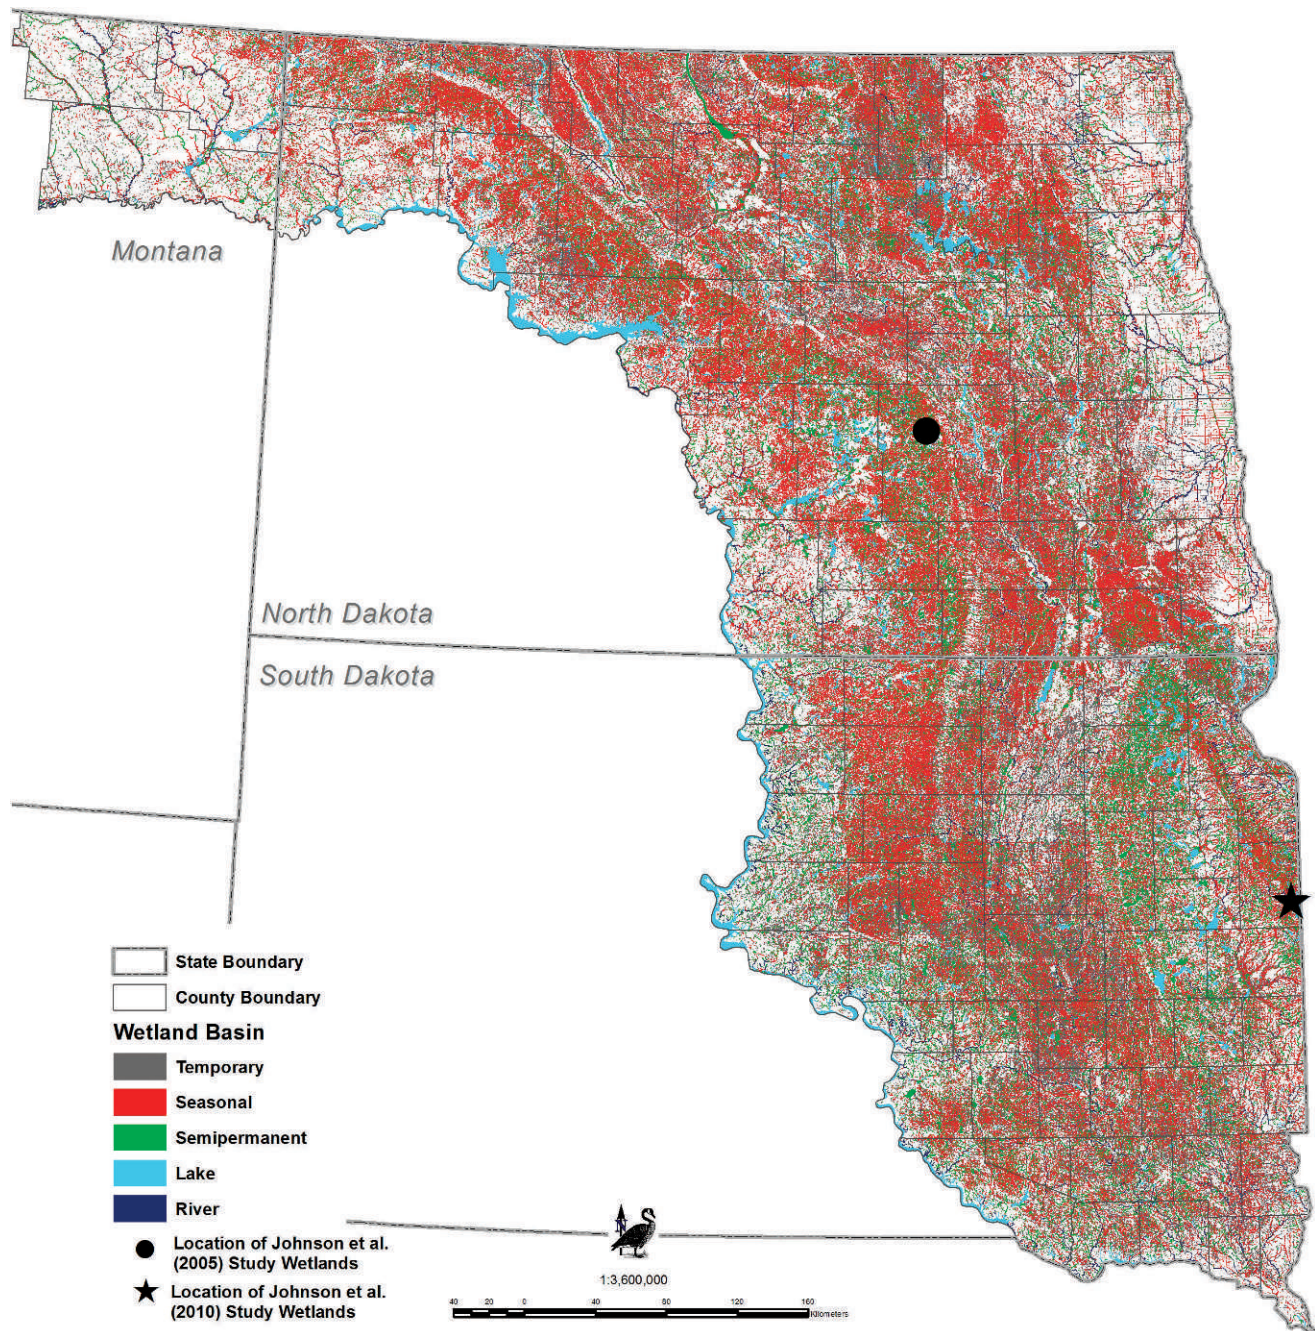 Montana
North Dakota
South Dakota
State Boundary
County Boundary
Wetland Basin
Temporary
Seasonal
Semipermanent
Lake
River
Location of Johnson et al.
(2005) Study Wetlands
Location of Johnson et al.
(2010) Study Wetlands
N
1:3,600,000
40 20 0 40 80 120 160
Kilometers